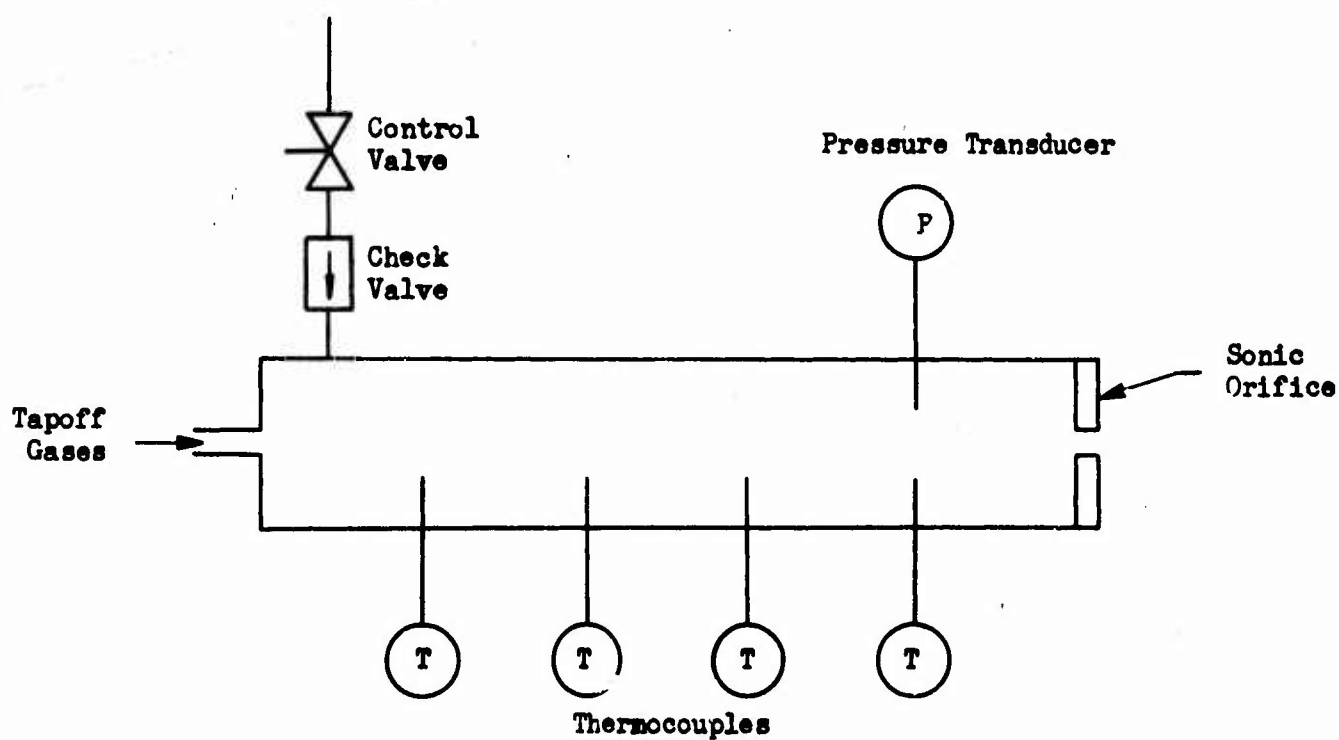 Control
Valve
Pressure Transducer
P
Check
Valve
Sonic
Orifice
Tapoff
Gases
T T T T
Thermocouples